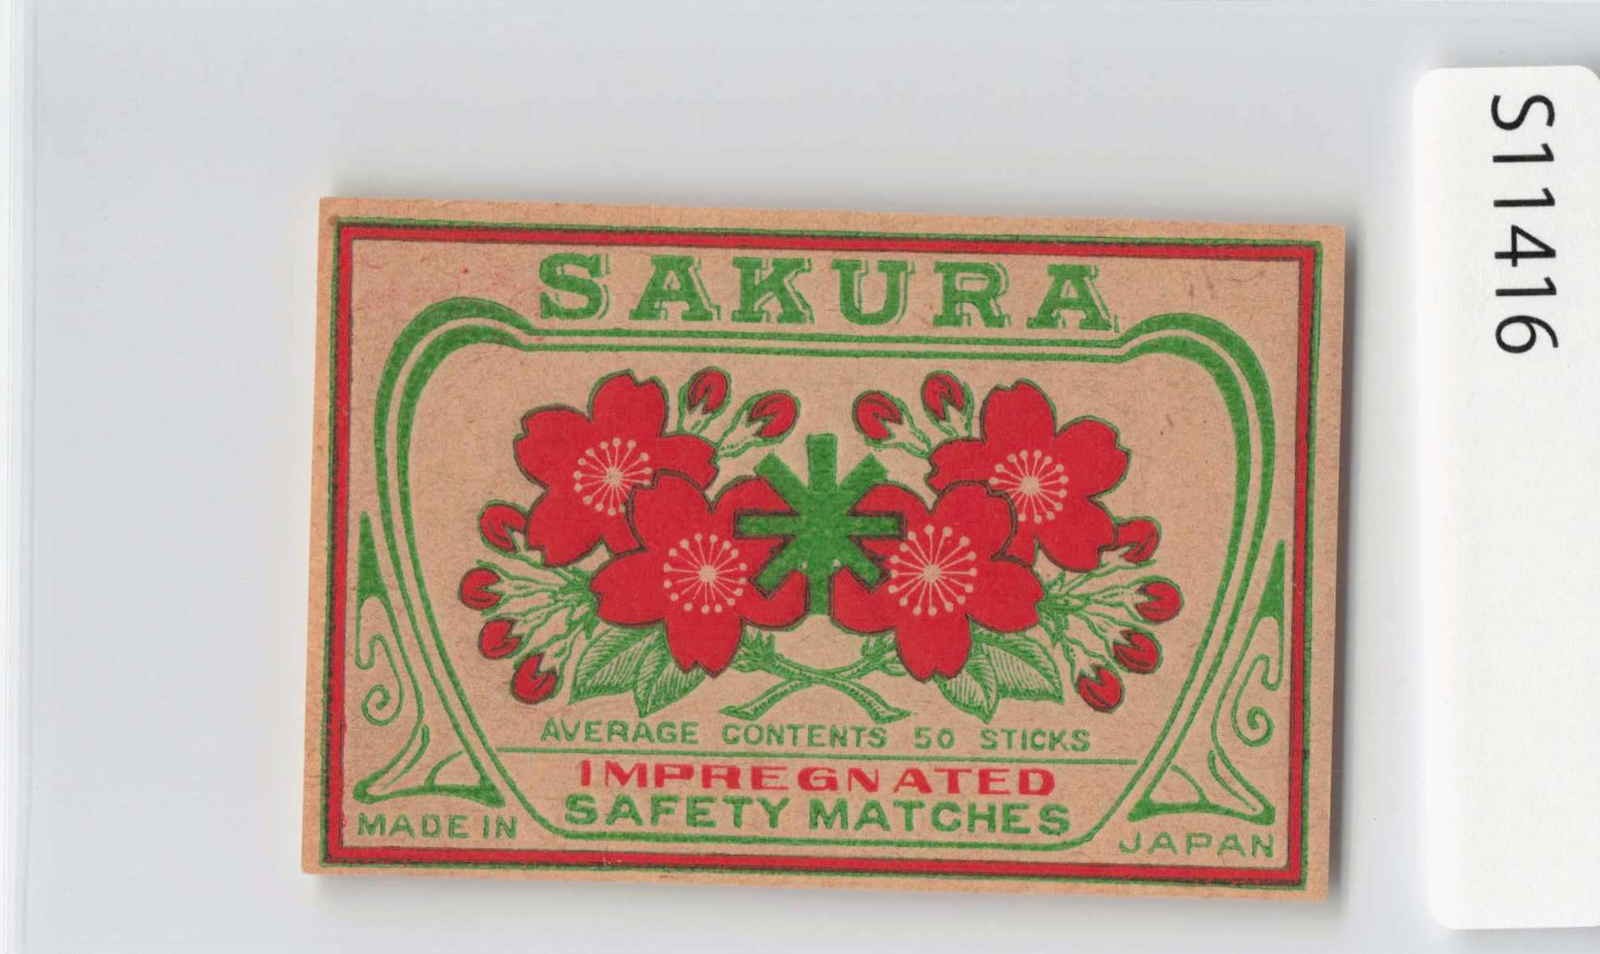 SAKURA
AVERAGE CONTENTS 50 STICKS
IMPREGNATED
SAFETY MATCHES
MADE IN JAPAN
S11416